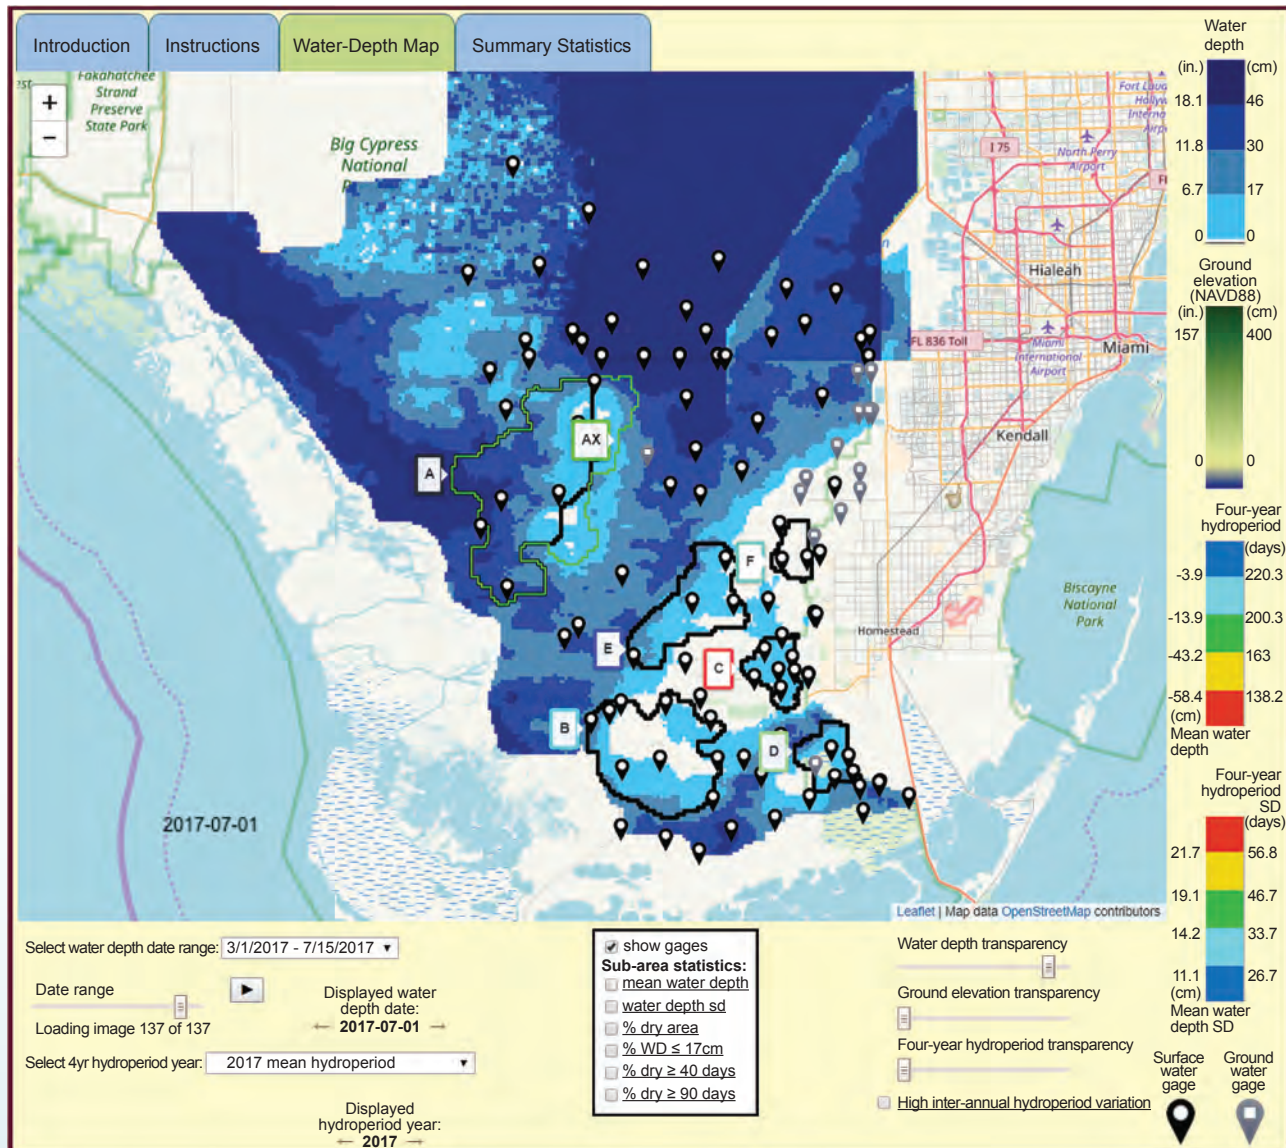 Introduction
Instructions
Water-Depth Map
Summary Statistics
+
−
Fakahatchee
Strand
Preserve
State Park
Big Cypress
National
I 75
North Perry
Airport
Hialeah
FL 836 Toll
Miami
International
Airport
Miami
Kendall
Homestead
Biscayne
National
Park
A
AX
F
E
C
B
D
2017-07-01
Leaflet | Map data OpenStreetMap contributors
Water
depth
(in.) (cm)
18.1 46
11.8 30
6.7 17
0 0
Ground
elevation
(NAVD88)
(in.) (cm)
157 400
0 0
Four-year
hydroperiod
(days)
-3.9 220.3
-13.9 200.3
-43.2 163
-58.4 138.2
(cm)
Mean water
depth
Four-year
hydroperiod
SD
(days)
21.7 56.8
19.1 46.7
14.2 33.7
11.1 26.7
(cm)
Mean water
depth SD
Surface
water
gage
Ground
water
gage
Select water depth date range: 3/1/2017 - 7/15/2017
Date range
Loading image 137 of 137
Displayed water
depth date:
← 2017-07-01 →
Select 4yr hydroperiod year: 2017 mean hydroperiod
Displayed
hydroperiod year:
← 2017 →
show gages
Sub-area statistics:
mean water depth
water depth sd
% dry area
% WD ≤ 17cm
% dry ≥ 40 days
% dry ≥ 90 days
Water depth transparency
Ground elevation transparency
Four-year hydroperiod transparency
High inter-annual hydroperiod variation